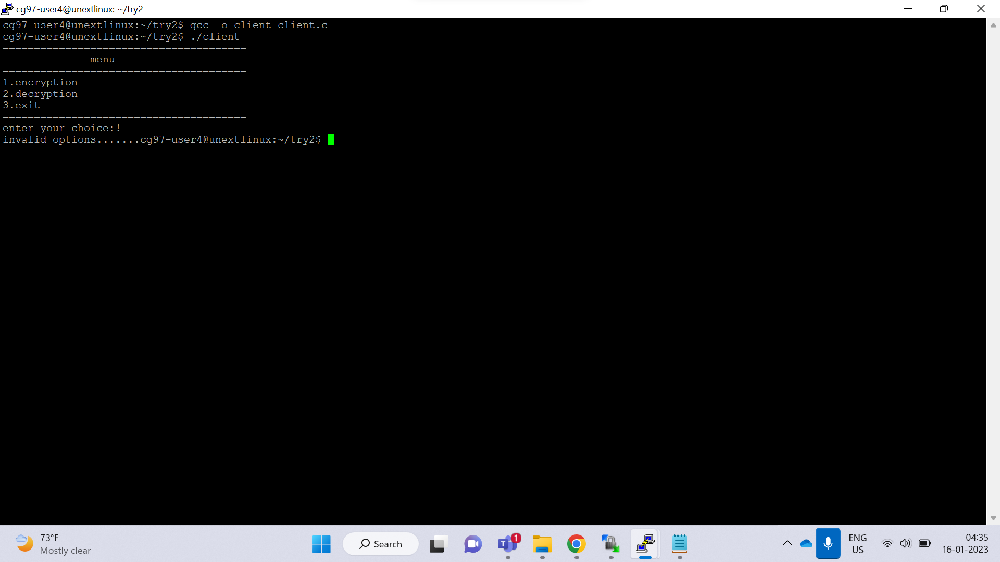 cg97-user4@unextlinux: ~/try2
cg97-user4@unextlinux:~/try2$ gcc -o client client.c
cg97-user4@unextlinux:~/try2$ ./client
=======================================
menu
=======================================
1.encryption
2.decryption
3.exit
=======================================
enter your choice:!
invalid options.......cg97-user4@unextlinux:~/try2$
73°F
Mostly clear
Search
T
1
ENG
US
04:35
16-01-2023